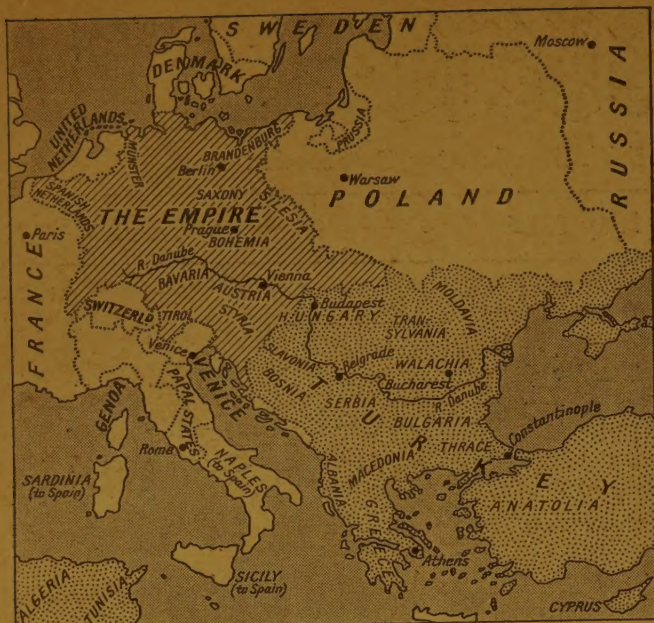 SWEDEN
Moscow
DENMARK
RUSSIA
UNITED
NETHERLANDS
MUNSTER
BRANDENBURG
Berlin
PRUSSIA
SPANISH
NETHERLANDS
SAXONY
SILESIA
Warsaw
POLAND
THE EMPIRE
Paris
Prague
BOHEMIA
R. Danube
Vienna
BAVARIA
AUSTRIA
FRANCE
SWITZERLD
TIROL
STYRIA
Budapest
HUNGARY
MOLDAVIA
TRAN-
SYLVANIA
Venice
VENICE
SLAVONIA
Belgrade
WALACHIA
Bucharest
BOSNIA
SERBIA
R. Danube
BULGARIA
TURKEY
GENOA
PAPAL
STATES
Constantinople
THRACE
MACEDONIA
ALBANIA
Rome
NAPLES
(to Spain)
SARDINIA
(to Spain)
ANATOLIA
GREECE
Athens
SICILY
(to Spain)
ALGERIA
TUNISIA
CYPRUS